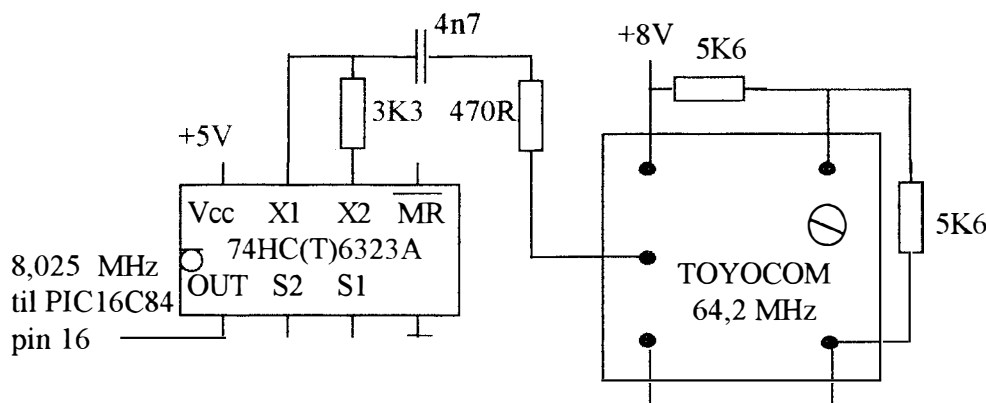 4n7
+8V
5K6
3K3
470R
+5V
5K6
Vcc X1 X2 MR
74HC(T)6323A
OUT S2 S1
8,025 MHz
til PIC16C84
pin 16
TOYOCOM
64,2 MHz